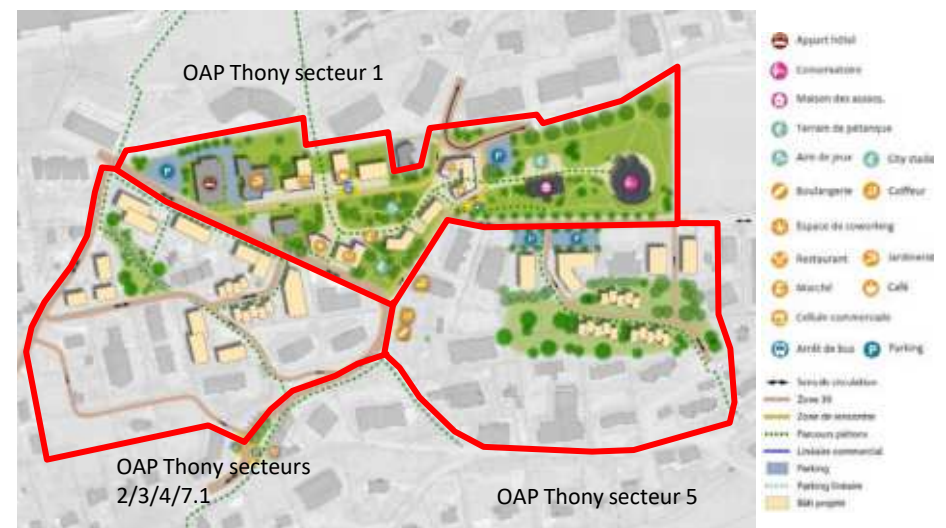 OAP Thony secteur 1
OAP Thony secteurs
2/3/4/7.1
OAP Thony secteur 5
Appart hôtel
Conservatoire
Maison des assos.
Terrain de pétanque
Aire de jeux
City stade
Boulangerie
Coiffeur
Espace de coworking
Restaurant
Jardinerie
Marché
Café
Cellule commerciale
Arrêt de bus
P Parking
Sens de circulation
Zone 30
Zone de rencontre
Parcours piétons
Linéaire commercial
Parking
Parking linéaire
Bâti projeté
P
P
P